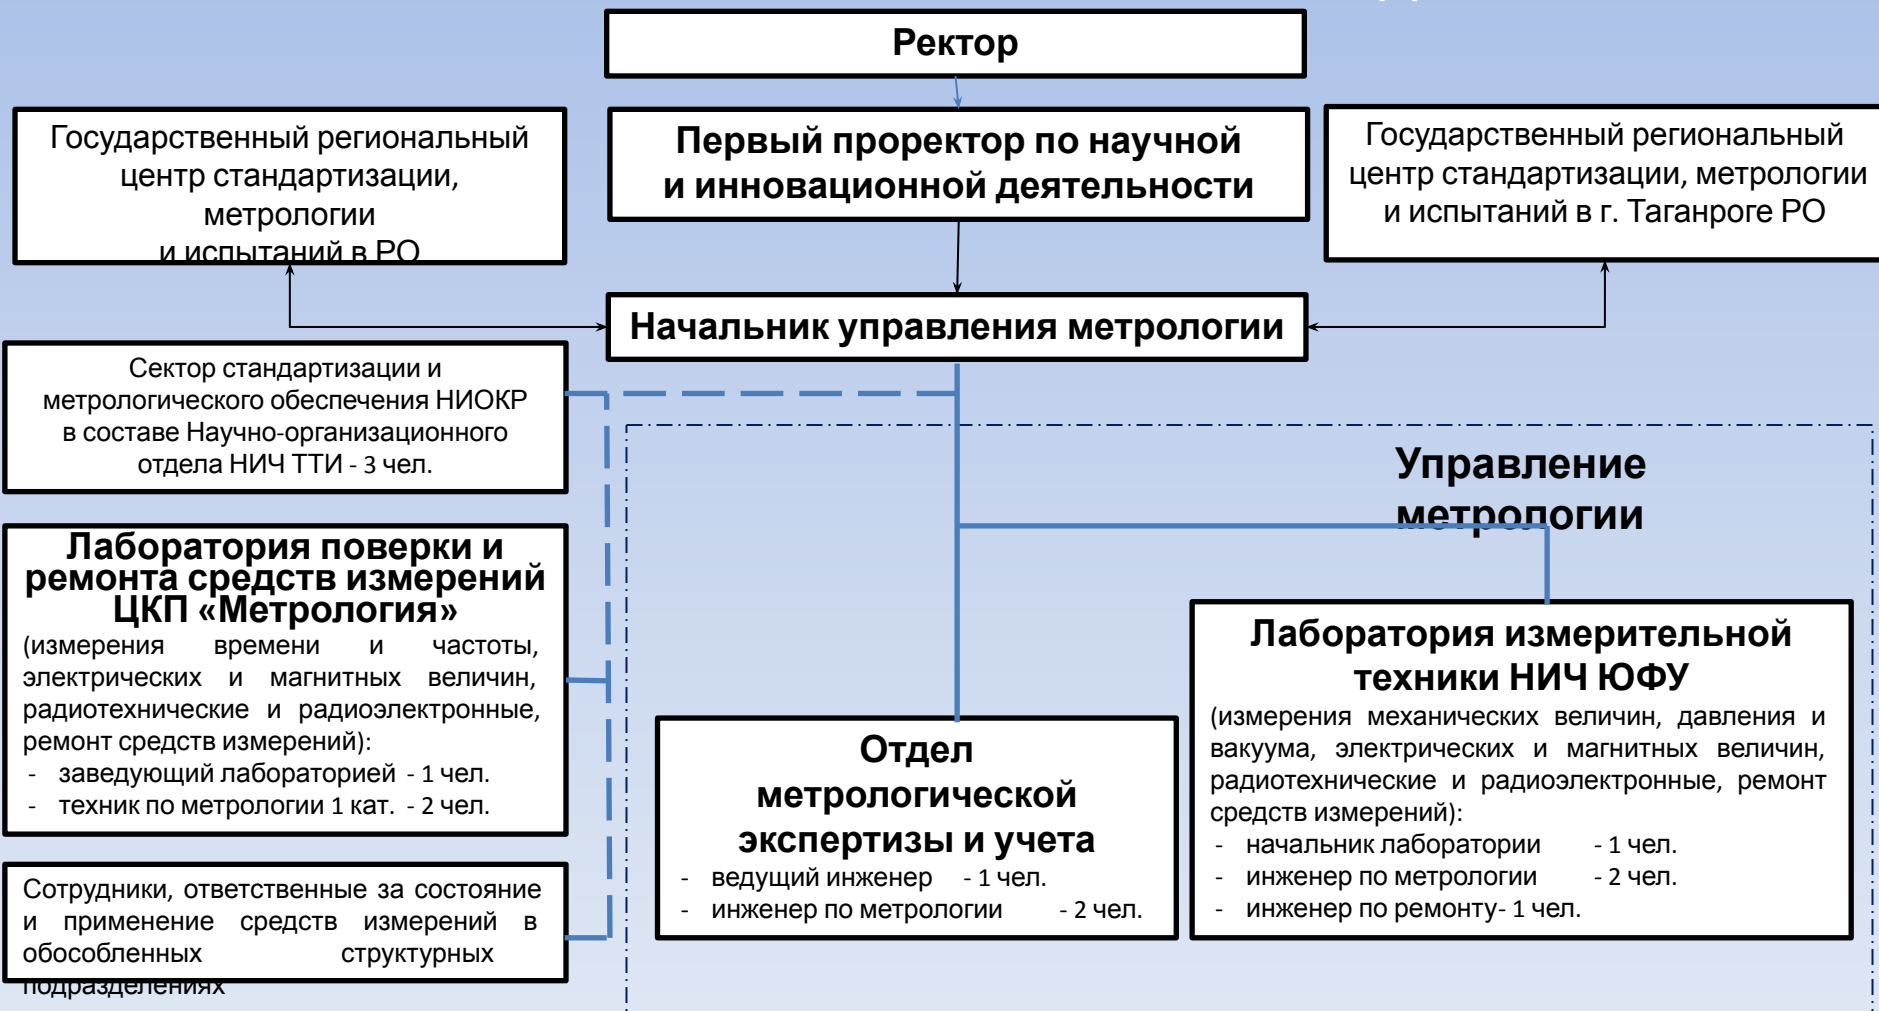 Ректор
Государственный региональный
центр стандартизации,
метрологии
и испытаний в РО
Первый проректор по научной
и инновационной деятельности
Государственный региональный
центр стандартизации, метрологии
и испытаний в г. Таганроге РО
Начальник управления метрологии
Сектор стандартизации и
метрологического обеспечения НИОКР
в составе Научно-организационного
отдела НИЧ ТТИ - 3 чел.
Управление
метрологии
Лаборатория поверки и
ремонта средств измерений
ЦКП «Метрология»
(измерения времени и частоты,
электрических и магнитных величин,
радиотехнические и радиоэлектронные,
ремонт средств измерений):
- заведующий лабораторией - 1 чел.
- техник по метрологии 1 кат. - 2 чел.
Лаборатория измерительной
техники НИЧ ЮФУ
(измерения механических величин, давления и
вакуума, электрических и магнитных величин,
радиотехнические и радиоэлектронные, ремонт
средств измерений):
- начальник лаборатории - 1 чел.
- инженер по метрологии - 2 чел.
- инженер по ремонту- 1 чел.
Отдел
метрологической
экспертизы и учета
- ведущий инженер - 1 чел.
- инженер по метрологии - 2 чел.
Сотрудники, ответственные за состояние
и применение средств измерений в
обособленных структурных
подразделениях